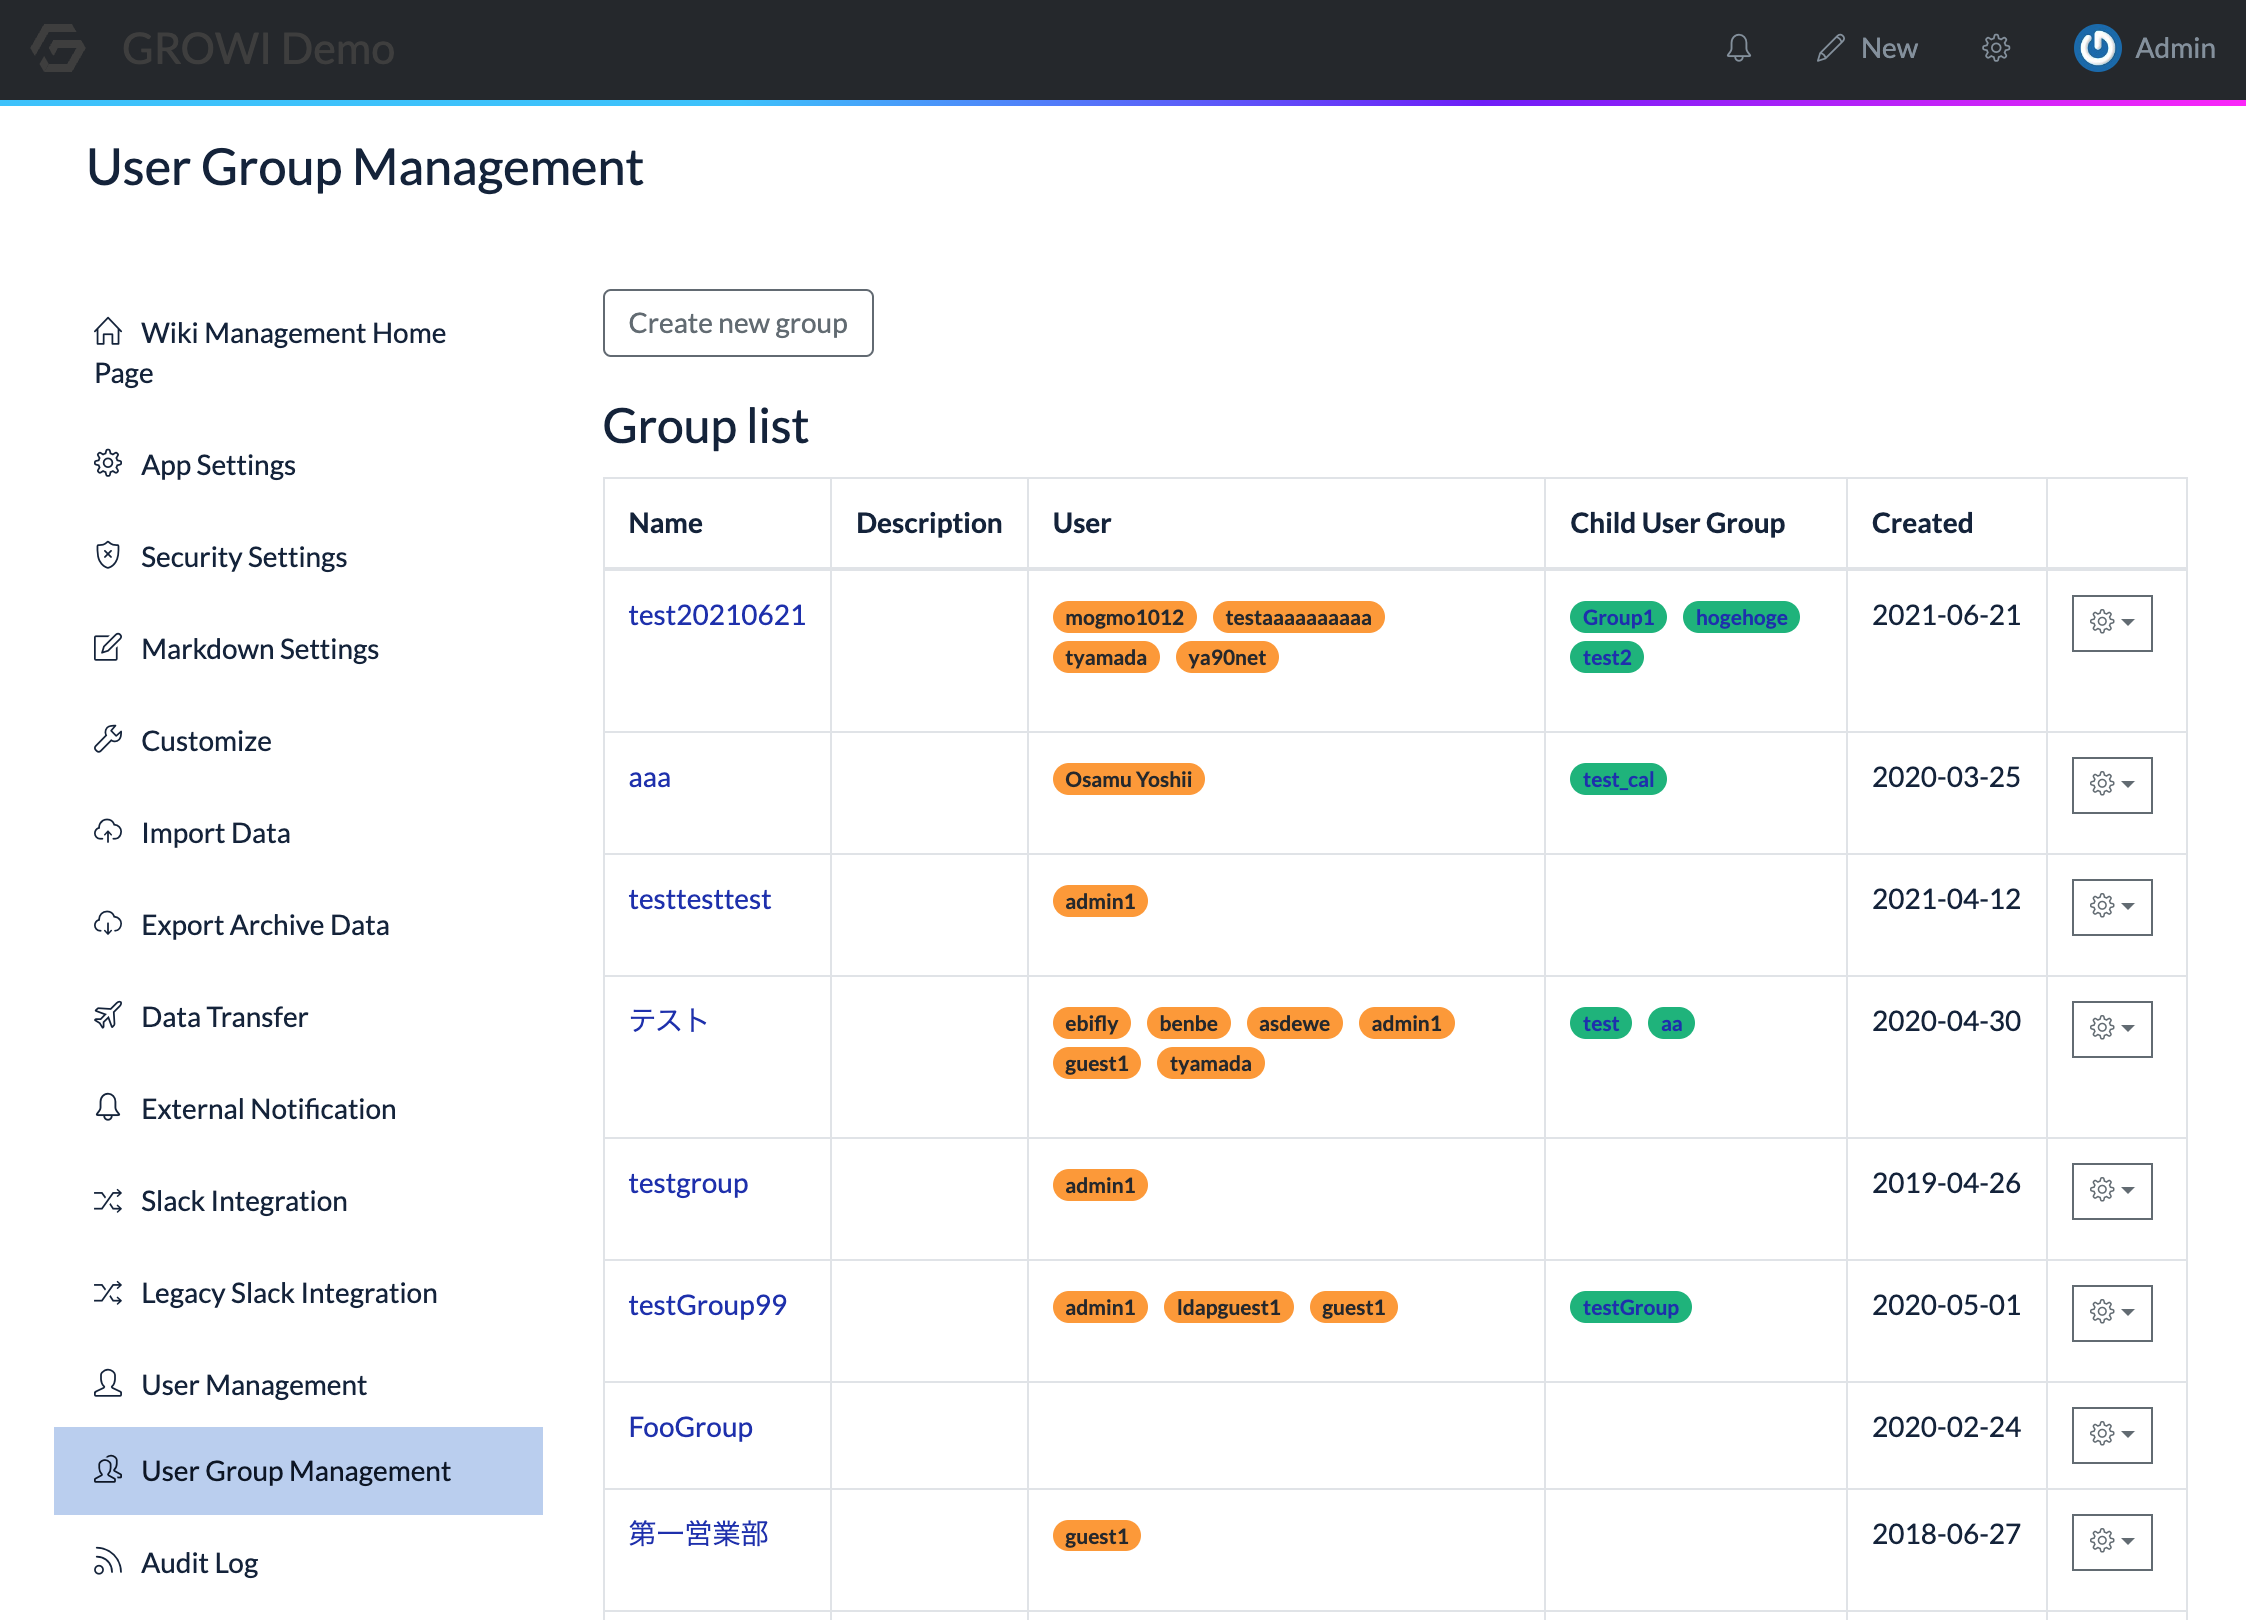 GROWI Demo
New
Admin
User Group Management
Wiki Management Home
Page
App Settings
Security Settings
Markdown Settings
Customize
Import Data
Export Archive Data
Data Transfer
External Notification
Slack Integration
Legacy Slack Integration
User Management
User Group Management
Audit Log
Create new group
Group list
Name Description User Child User Group Created
test20210621 mogmo1012 testaaaaaaaaaa Group1 hogehoge 2021-06-21
tyamada ya90net test2
aaa Osamu Yoshii test_cal 2020-03-25
testtesttest admin1 2021-04-12
テスト ebifly benbe asdewe admin1 test aa 2020-04-30
guest1 tyamada
testgroup admin1 2019-04-26
testGroup99 admin1 ldapguest1 guest1 testGroup 2020-05-01
FooGroup 2020-02-24
第一営業部 guest1 2018-06-27